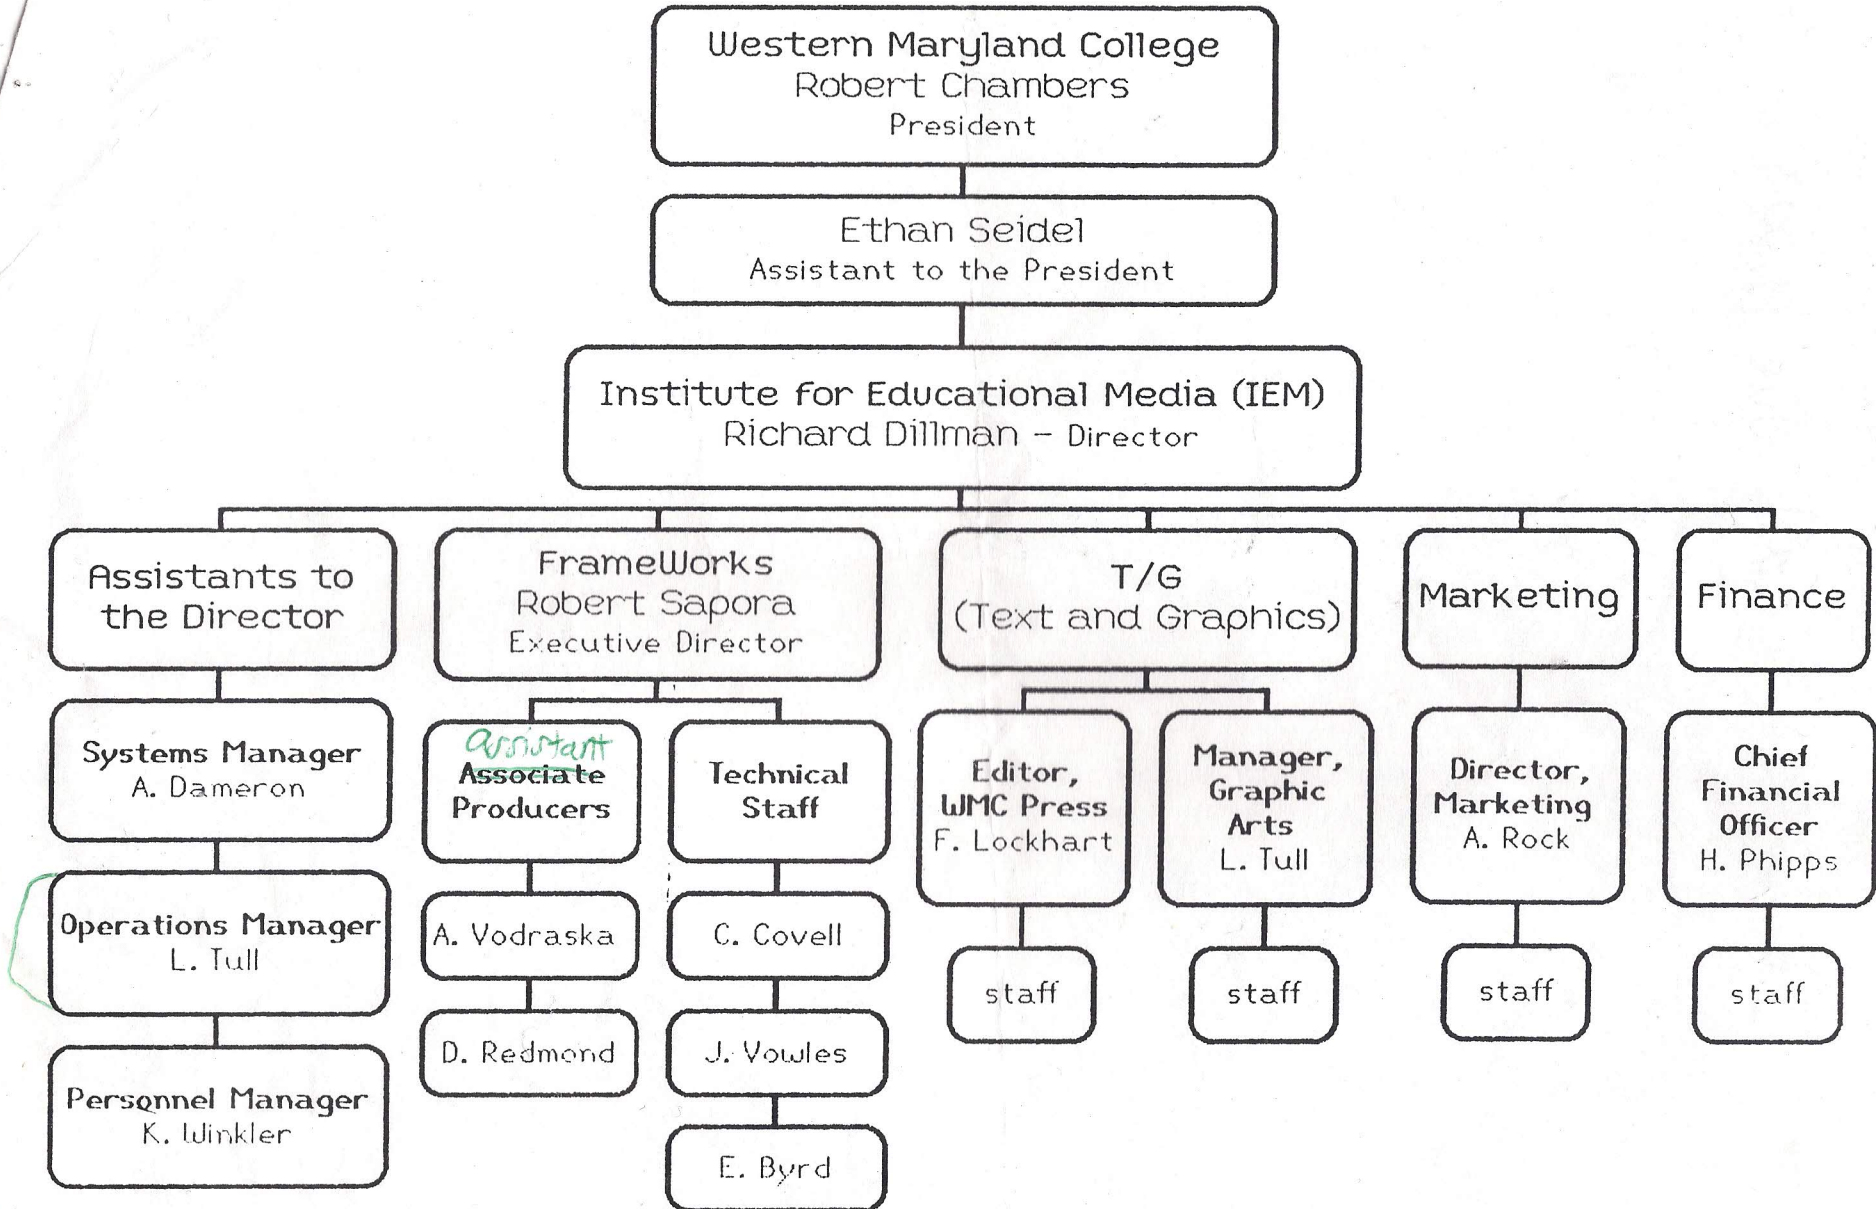 Western Maryland College
Robert Chambers
President
Ethan Seidel
Assistant to the President
Institute for Educational Media (IEM)
Richard Dillman - Director
Assistants to
the Director
FrameWorks
Robert Sapora
Executive Director
T/G
(Text and Graphics)
Marketing
Finance
Systems Manager
A. Dameron
Operations Manager
L. Tull
Personnel Manager
K. Winkler
assistant
Associate
Producers
A. Vodraska
D. Redmond
Technical
Staff
C. Covell
J. Vowles
E. Byrd
Editor,
WMC Press
F. Lockhart
staff
Manager,
Graphic
Arts
L. Tull
staff
Director,
Marketing
A. Rock
staff
Chief
Financial
Officer
H. Phipps
staff